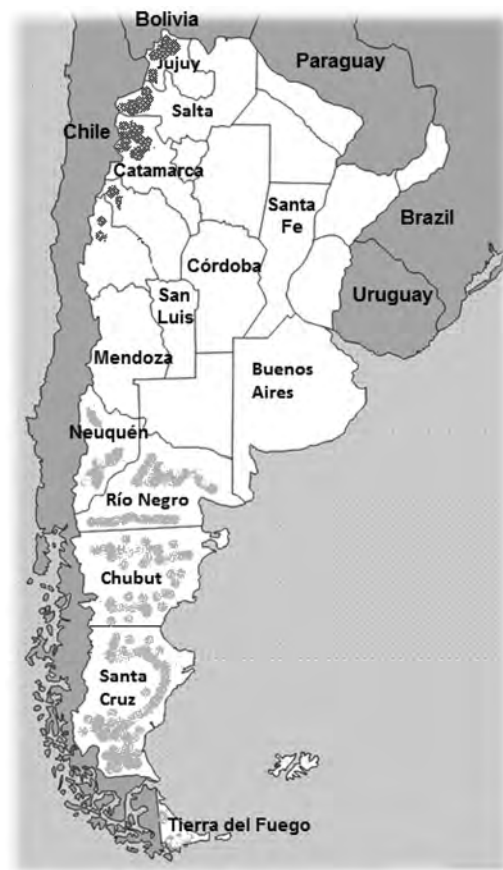 Bolivia
Jujuy
Paraguay
Salta
Chile
Catamarca
Santa
Fe
Brazil
Córdoba
San
Luis
Uruguay
Mendoza
Buenos
Aires
Neuquén
Río Negro
Chubut
Santa
Cruz
Tierra del Fuego